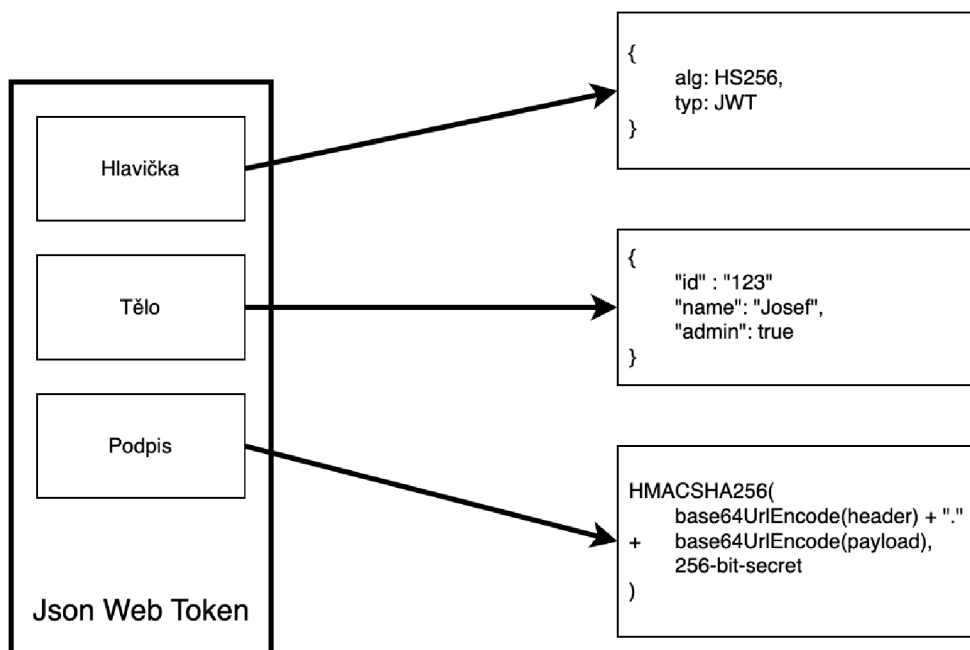 Hlavička
Tělo
Podpis
Json Web Token
{
alg: HS256,
typ: JWT
}
{
"id" : "123"
"name": "Josef",
"admin": true
}
HMACSHA256(
base64UrlEncode(header) + "."
+ base64UrlEncode(payload),
256-bit-secret
)